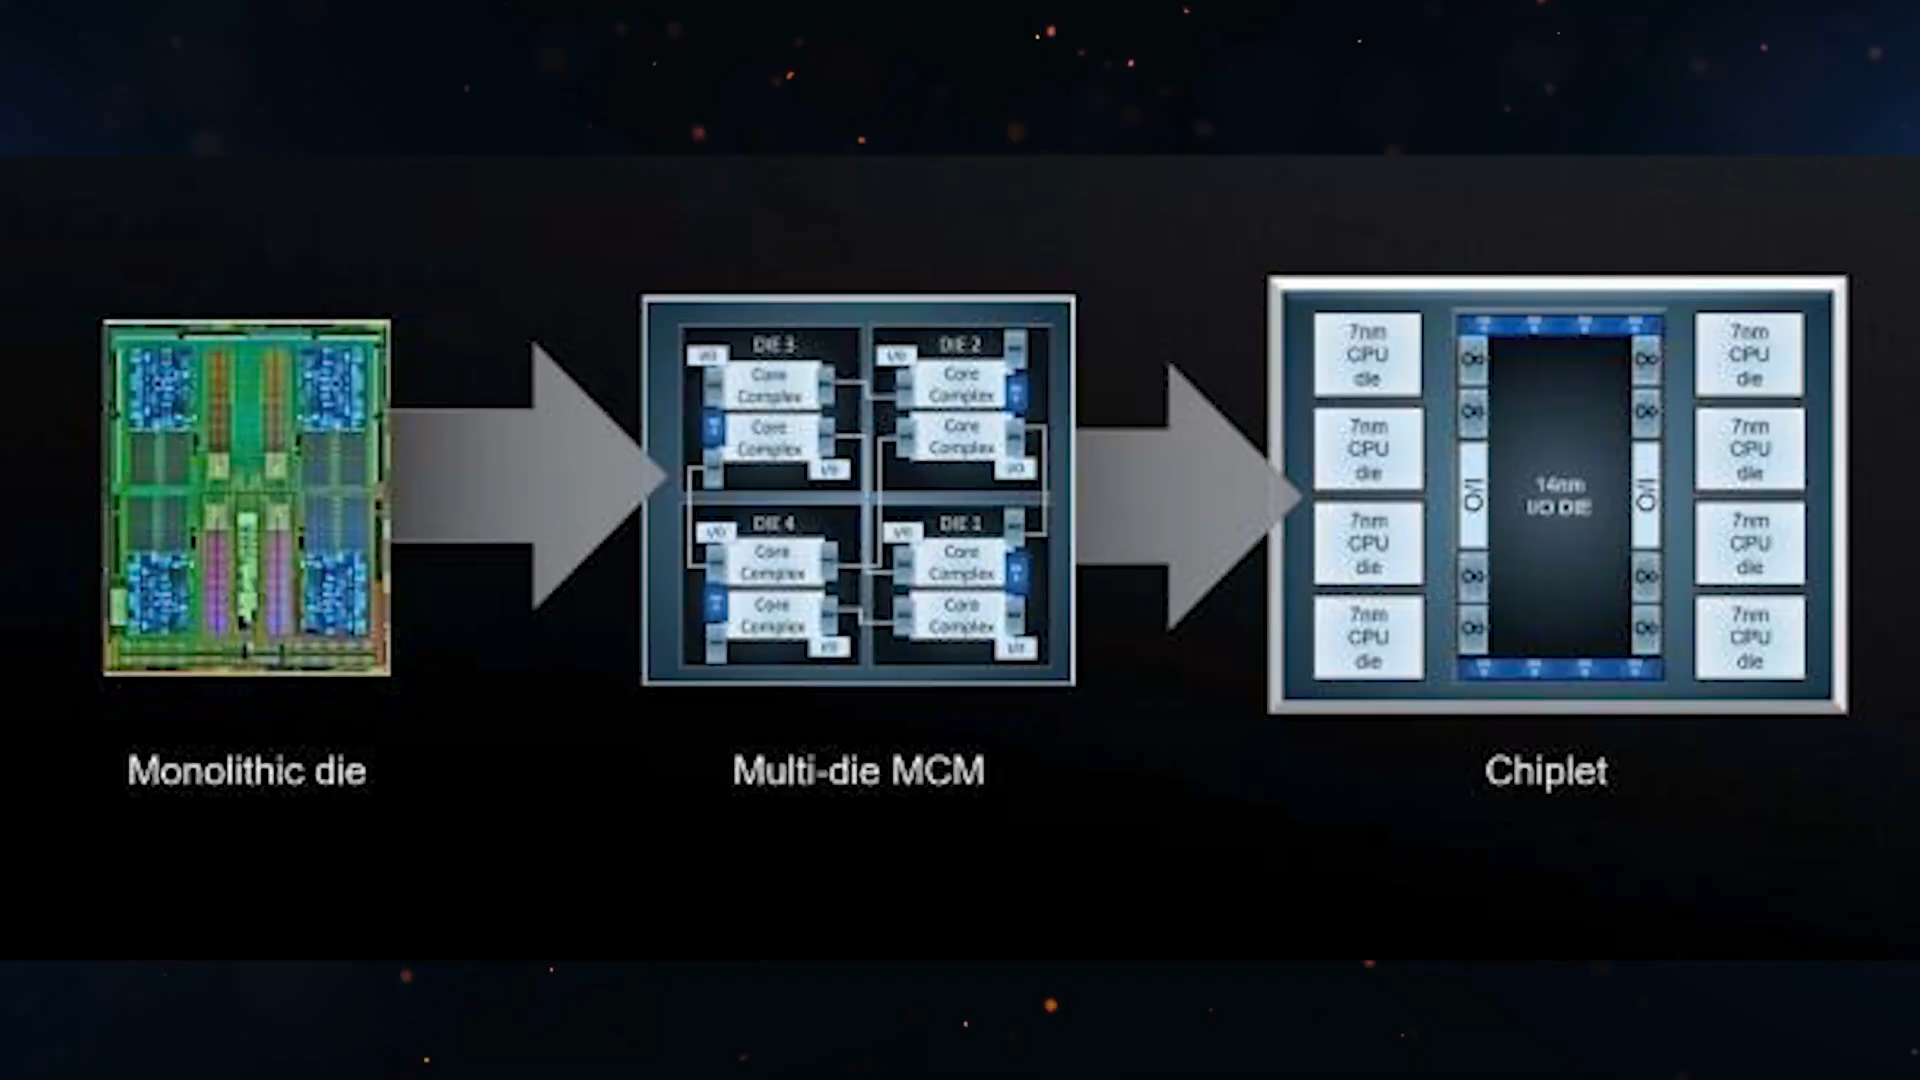 DIE 3
I/O
Core
Complex
Core
Complex
I/O
DIE 2
I/O
Core
Complex
Core
Complex
I/O
DIE 4
I/O
Core
Complex
Core
Complex
I/O
DIE 1
I/O
Core
Complex
Core
Complex
I/O
7nm
CPU
die
7nm
CPU
die
7nm
CPU
die
7nm
CPU
die
I/O
14nm
I/O DIE
I/O
7nm
CPU
die
7nm
CPU
die
7nm
CPU
die
7nm
CPU
die
Monolithic die
Multi-die MCM
Chiplet